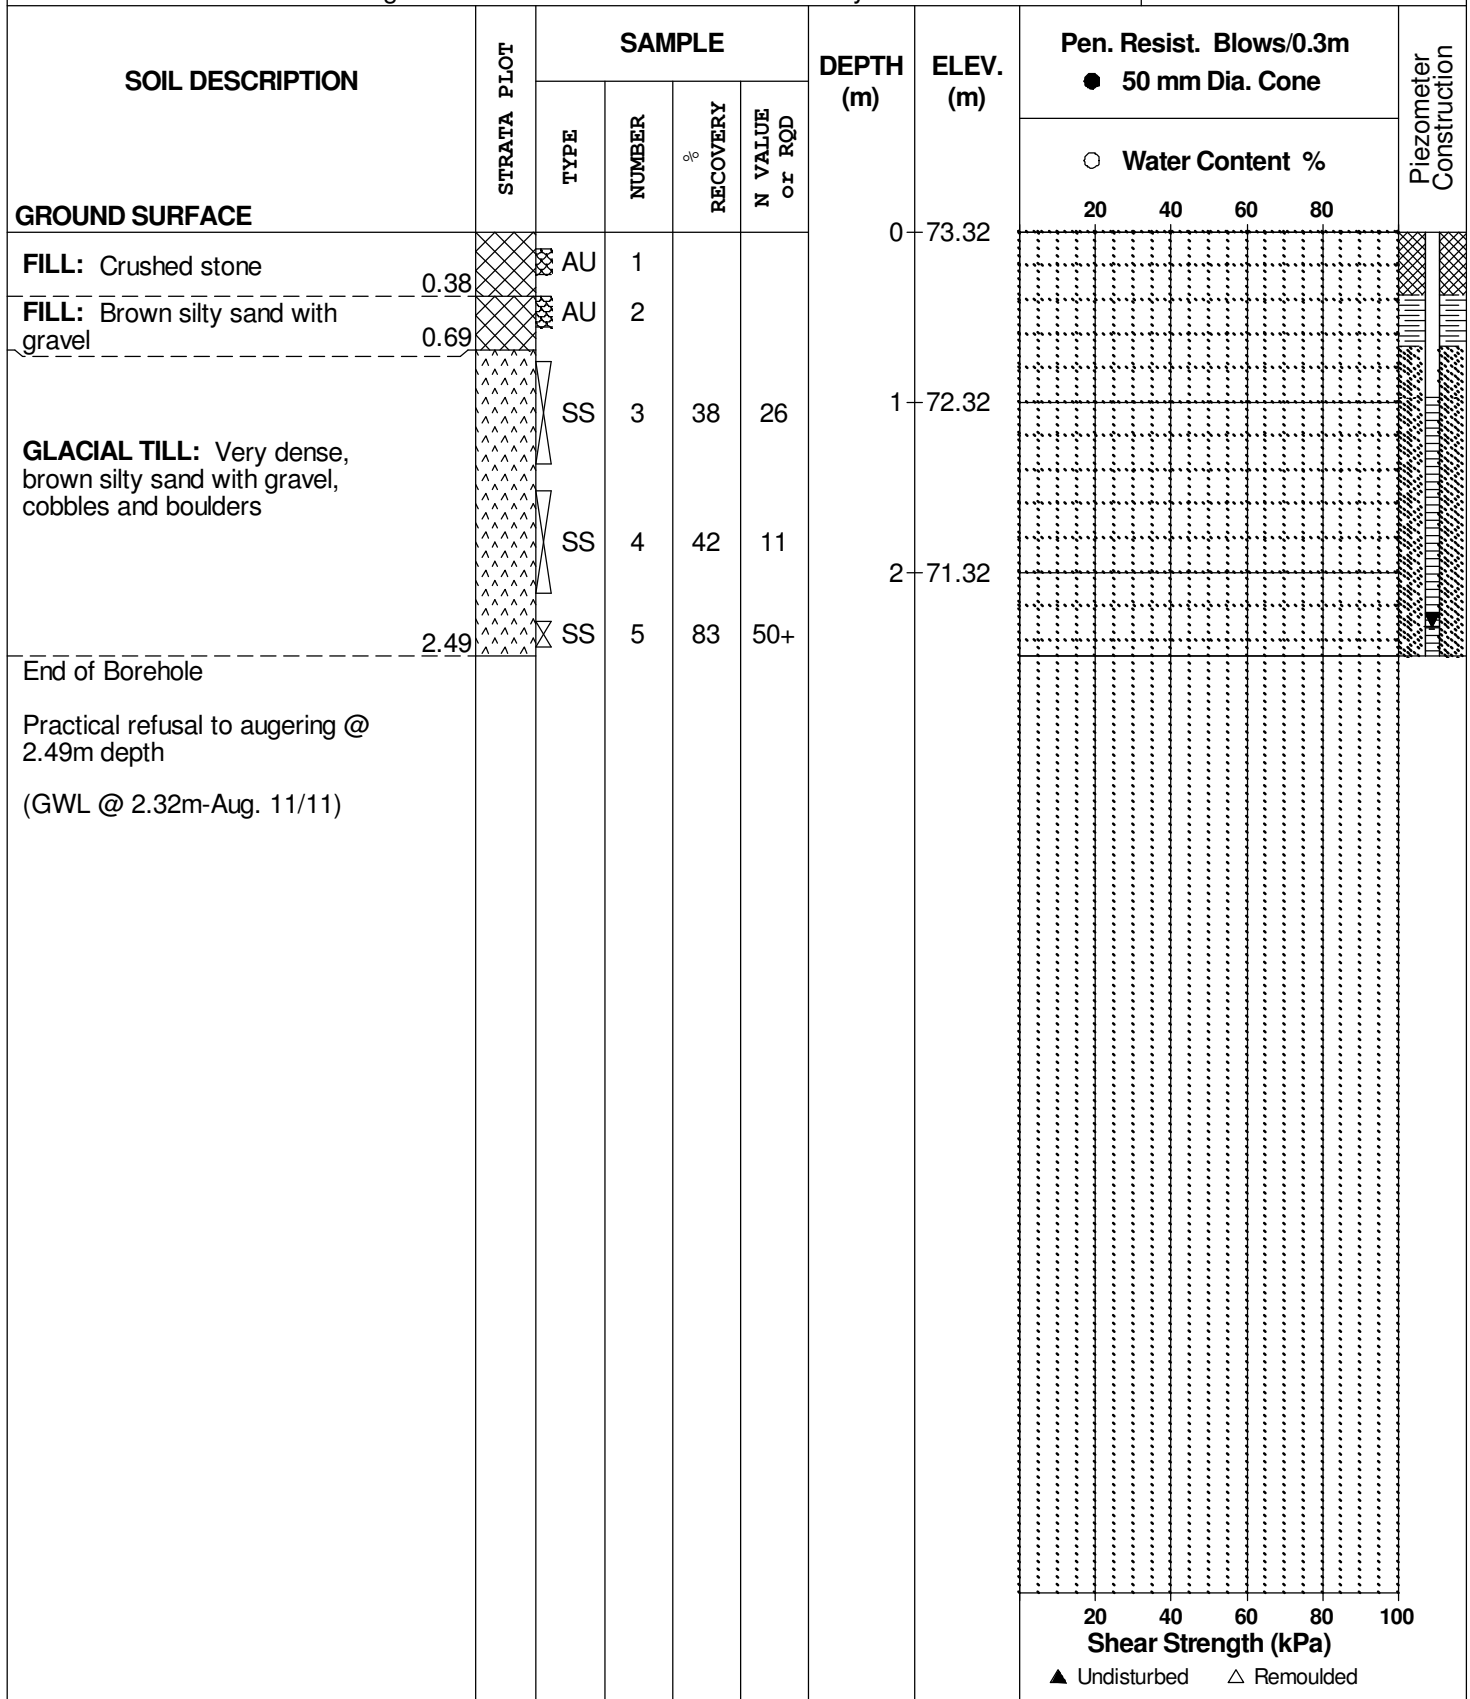 SOIL DESCRIPTION
STRATA PLOT
SAMPLE
TYPE
NUMBER
%
RECOVERY
N VALUE
or RQD
DEPTH
(m)
ELEV.
(m)
Pen. Resist. Blows/0.3m
● 50 mm Dia. Cone
○ Water Content %
20 40 60 80
Piezometer
Construction
GROUND SURFACE
0 73.32
FILL: Crushed stone
0.38
AU 1
FILL: Brown silty sand with
gravel 0.69
AU 2
SS 3 38 26
1 72.32
GLACIAL TILL: Very dense,
brown silty sand with gravel,
cobbles and boulders
SS 4 42 11
2 71.32
SS 5 83 50+
2.49
End of Borehole
Practical refusal to augering @
2.49m depth
(GWL @ 2.32m-Aug. 11/11)
20 40 60 80 100
Shear Strength (kPa)
▲ Undisturbed △ Remoulded